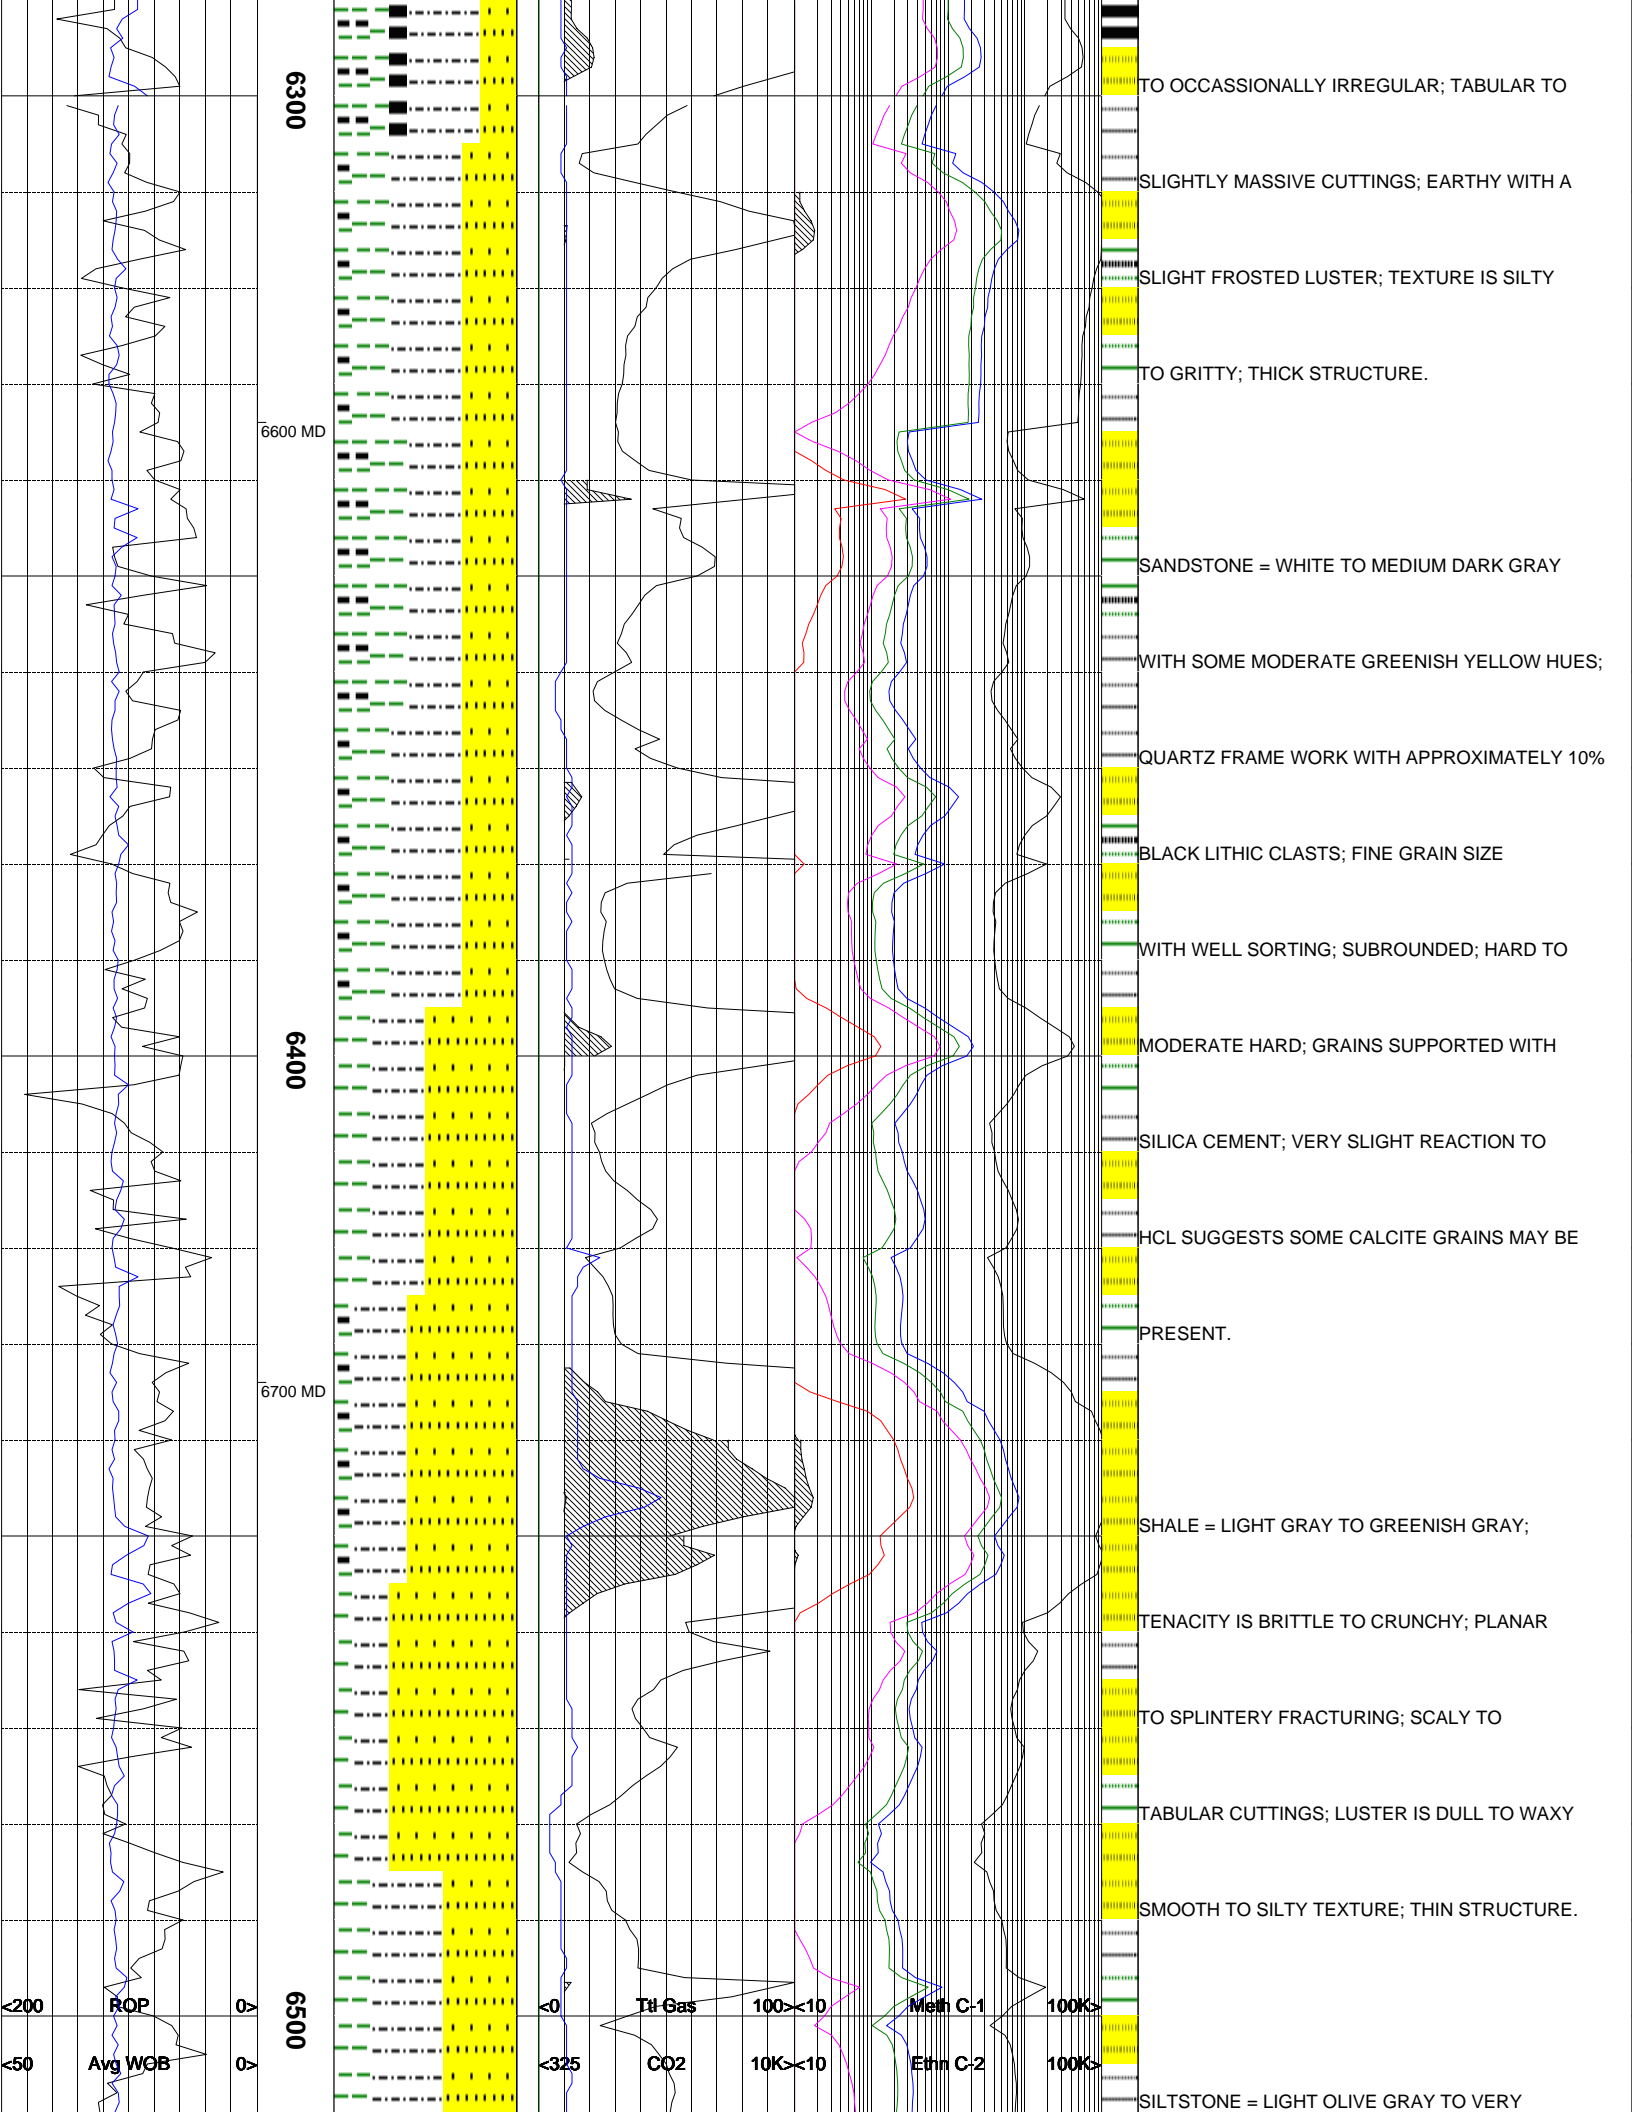 6300
TO OCCASSIONALLY IRREGULAR; TABULAR TO
SLIGHTLY MASSIVE CUTTINGS; EARTHY WITH A
SLIGHT FROSTED LUSTER; TEXTURE IS SILTY
TO GRITTY; THICK STRUCTURE.
6600 MD
SANDSTONE = WHITE TO MEDIUM DARK GRAY
WITH SOME MODERATE GREENISH YELLOW HUES;
QUARTZ FRAME WORK WITH APPROXIMATELY 10%
BLACK LITHIC CLASTS; FINE GRAIN SIZE
WITH WELL SORTING; SUBROUNDED; HARD TO
6400
MODERATE HARD; GRAINS SUPPORTED WITH
SILICA CEMENT; VERY SLIGHT REACTION TO
HCL SUGGESTS SOME CALCITE GRAINS MAY BE
PRESENT.
6700 MD
SHALE = LIGHT GRAY TO GREENISH GRAY;
TENACITY IS BRITTLE TO CRUNCHY; PLANAR
TO SPLINTERY FRACTURING; SCALY TO
TABULAR CUTTINGS; LUSTER IS DULL TO WAXY
SMOOTH TO SILTY TEXTURE; THIN STRUCTURE.
<200 ROP 0> <0 Ttl Gas 100><10 Meth C-1 100K>
6500
<50 Avg WOB 0> <325 CO2 10K><10 Ethn C-2 100K>
SILTSTONE = LIGHT OLIVE GRAY TO VERY